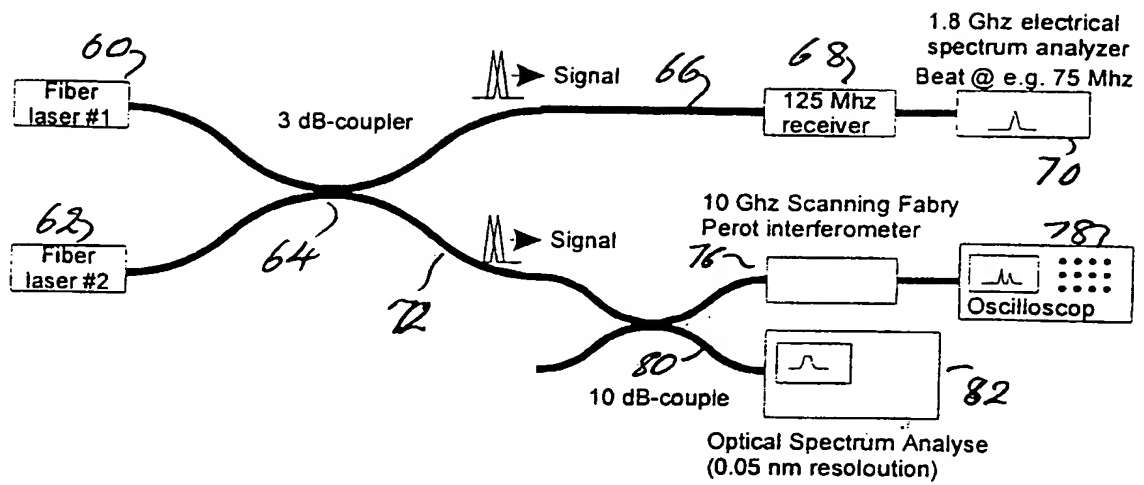 60
Fiber
laser #1
3 dB-coupler
Signal
66
68
125 Mhz
receiver
1.8 Ghz electrical
spectrum analyzer
Beat @ e.g. 75 Mhz
70
62
Fiber
laser #2
64
72
Signal
10 Ghz Scanning Fabry
Perot interferometer
76
78
Oscilloscop
80
10 dB-couple
82
Optical Spectrum Analyse
(0.05 nm resoloution)